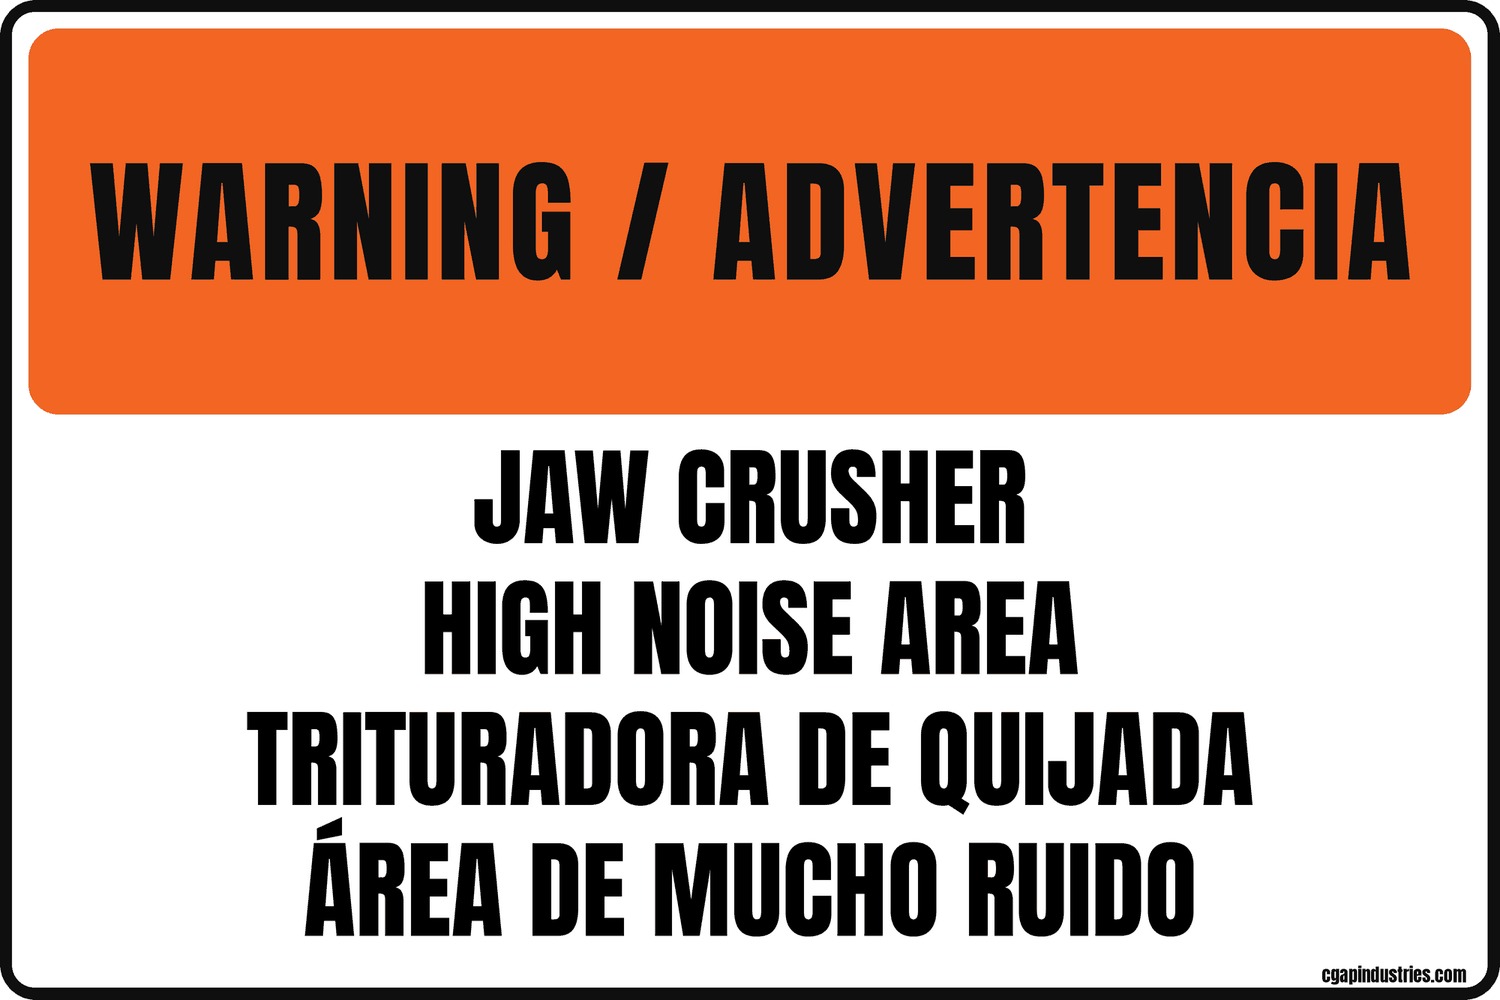 WARNING / ADVERTENCIA
JAW CRUSHER
HIGH NOISE AREA
TRITURADORA DE QUIJADA
ÁREA DE MUCHO RUIDO
cgapindustries.com